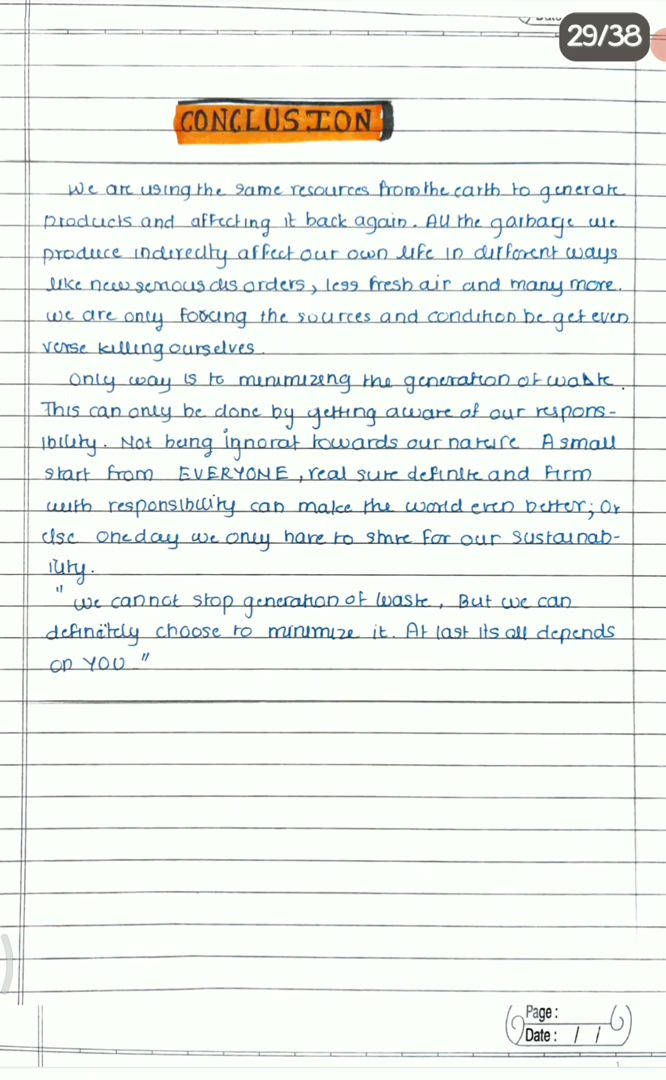 29/38
CONCLUSION
We are using the same resources from the earth to generate
products and affecting it back again. All the garbage we
produce indirectly affect our own life in different ways
like new serious disorders, less fresh air and many more.
we are only forcing the sources and condition be get even
verse killing ourselves.
Only way is to minimizing the generation of waste.
This can only be done by getting aware of our respons-
ibility. Not being ignorat towards our nature A small
start from EVERYONE, real sure definite and Firm
with responsibility can make the world even better; Or
else oneday we only have to for our sustainab-
ility.
"we cannot stop generation of waste, But we can
definitely choose to minimize it. At last its all depends
on YOU"
Page:
Date: / /